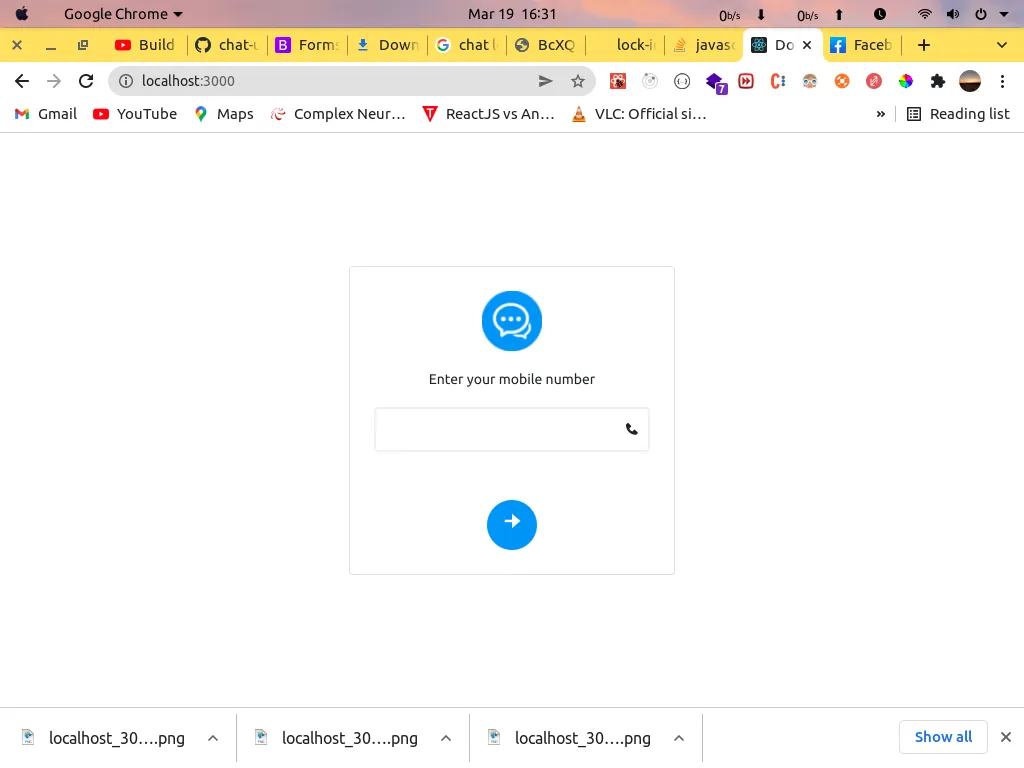 Google Chrome Mar 19 16:31 0b/s 0b/s
Build chat-u Forms Down chat l BcXQ lock-i javasc Do Faceb
localhost:3000 7
Gmail YouTube Maps Complex Neur... ReactJS vs An... VLC: Official si... » Reading list
Enter your mobile number
localhost_30....png localhost_30....png localhost_30....png Show all